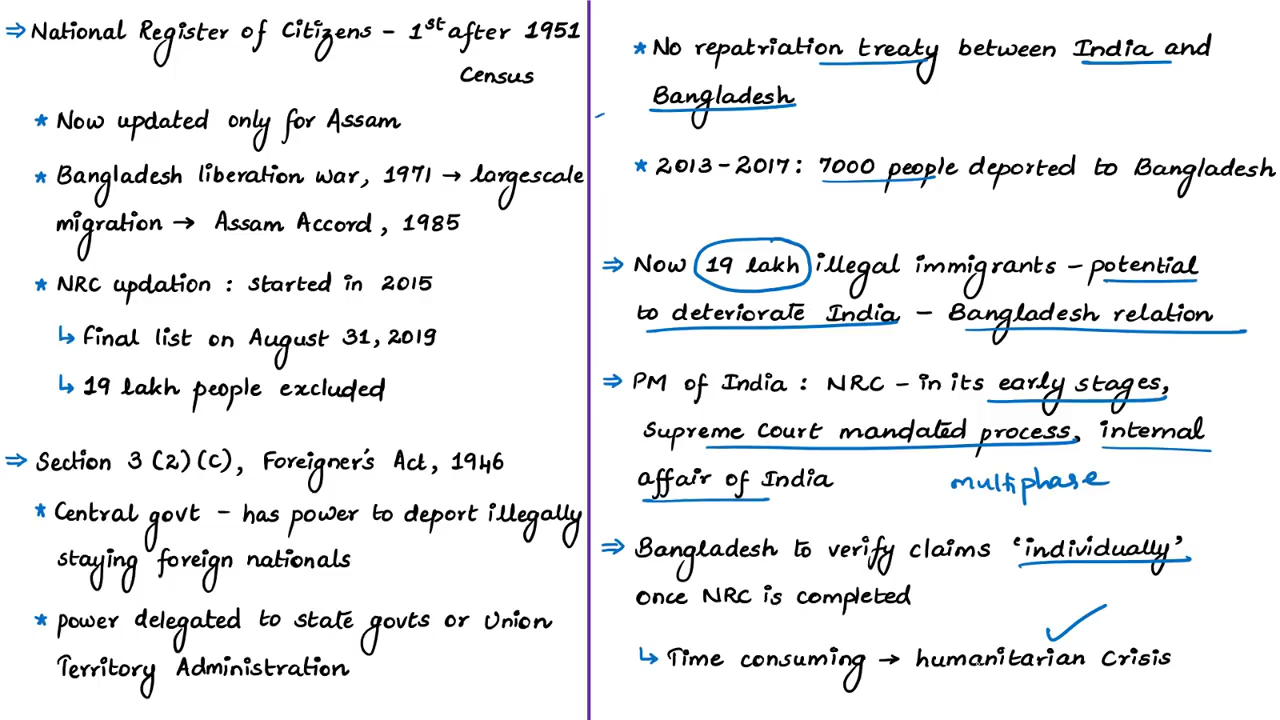 ⇒ National Register of Citizens - 1st after 1951
Census
* Now updated only for Assam
* Bangladesh liberation war, 1971 → largescale
migration → Assam Accord, 1985
* NRC updation : started in 2015
↳ final list on August 31, 2019
↳ 19 lakh people excluded
⇒ Section 3 (2) (c), Foreigner's Act, 1946
* Central govt - has power to deport illegally
staying foreign nationals
* power delegated to state govts or Union
Territory Administration
* No repatriation treaty between India and
Bangladesh
* 2013-2017: 7000 people deported to Bangladesh
⇒ Now 19 lakh illegal immigrants - potential
to deteriorate India - Bangladesh relation
⇒ PM of India : NRC - in its early stages,
Supreme Court mandated process, internal
affair of India
multiphase
⇒ Bangladesh to verify claims 'individually'
once NRC is completed
↳ Time consuming → humanitarian Crisis